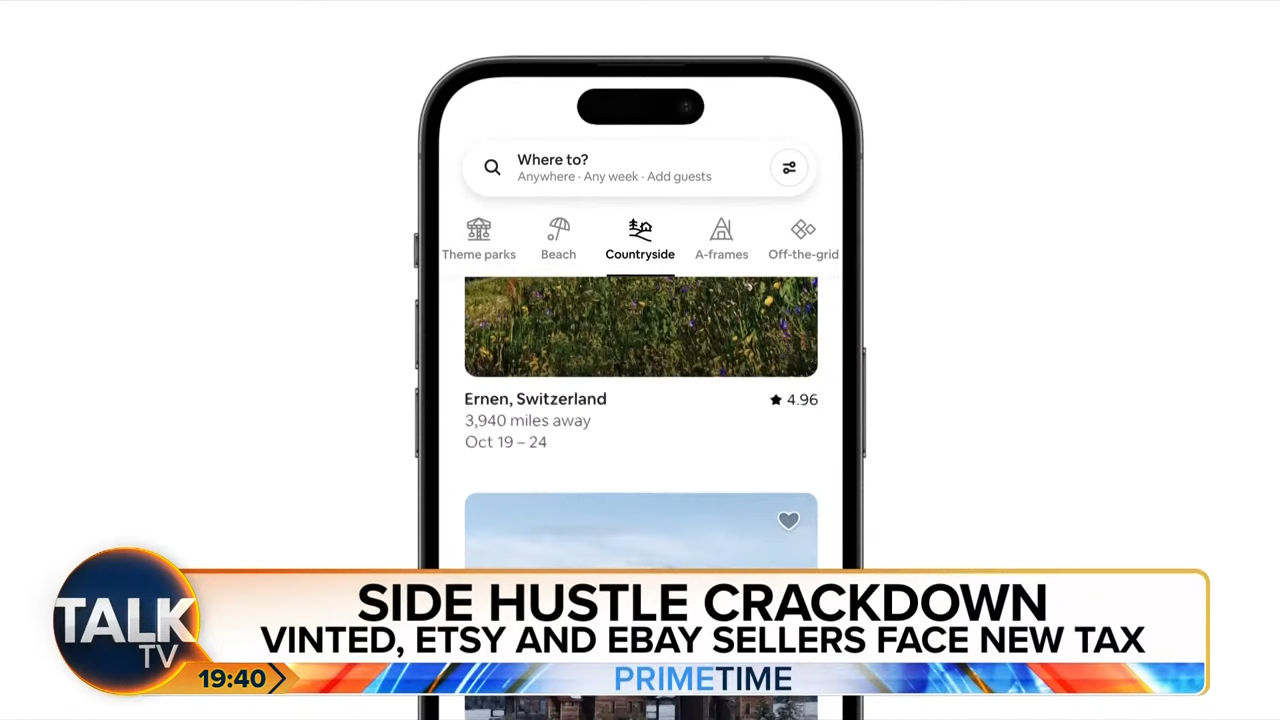 Where to?
Anywhere · Any week · Add guests
Theme parks Beach Countryside A-frames Off-the-grid
Ernen, Switzerland ★ 4.96
3,940 miles away
Oct 19 – 24
SIDE HUSTLE CRACKDOWN
VINTED, ETSY AND EBAY SELLERS FACE NEW TAX
TALK
TV
19:40
PRIMETIME